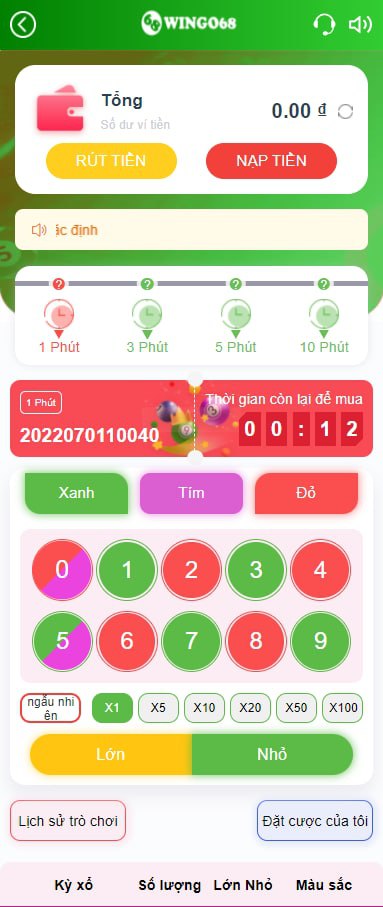 WINGO68
Tổng
0.00 ₫
Số dư ví tiền
RÚT TIỀN
NẠP TIỀN
ặc định
? ? ? ?
1 Phút
3 Phút
5 Phút
10 Phút
1 Phút
Thời gian còn lại để mua
2022070110040
0 0 : 1 2
Xanh
Tím
Đỏ
0 1 2 3 4
5 6 7 8 9
ngẫu nhi
ên
X1
X5
X10
X20
X50
X100
Lớn
Nhỏ
Lịch sử trò chơi
Đặt cược của tôi
Kỳ xổ
Số lượng
Lớn Nhỏ
Màu sắc